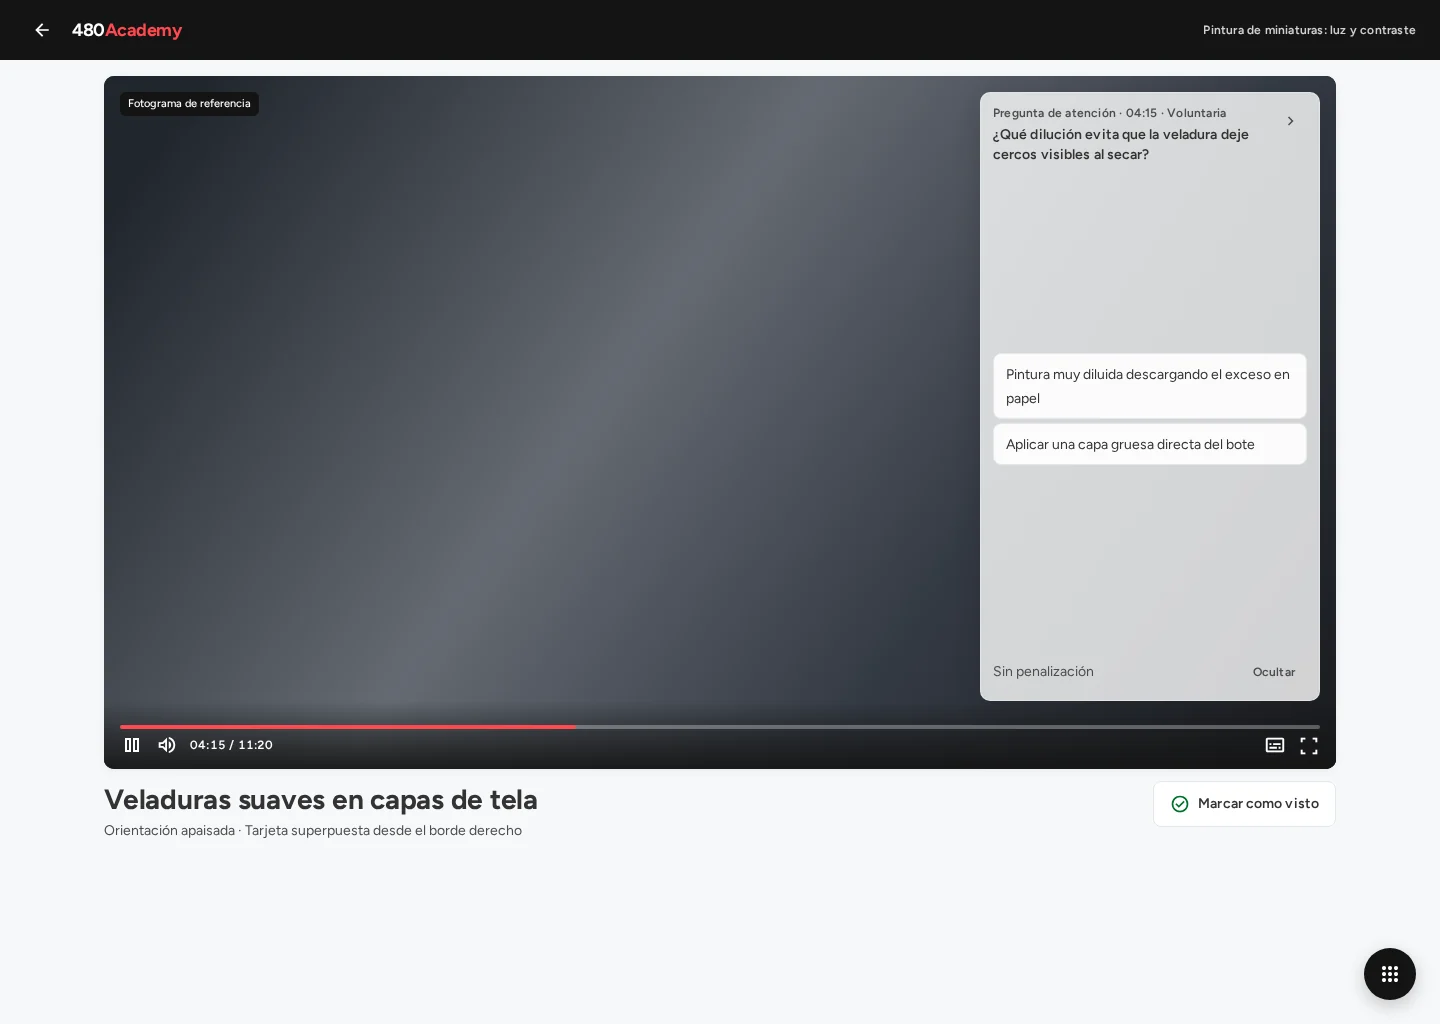 480Academy
Pintura de miniaturas: luz y contraste
Fotograma de referencia
Pregunta de atención · 04:15 · Voluntaria
¿Qué dilución evita que la veladura deje
cercos visibles al secar?
Pintura muy diluida descargando el exceso en
papel
Aplicar una capa gruesa directa del bote
Sin penalización
Ocultar
04:15 / 11:20
Veladuras suaves en capas de tela
Marcar como visto
Orientación apaisada · Tarjeta superpuesta desde el borde derecho